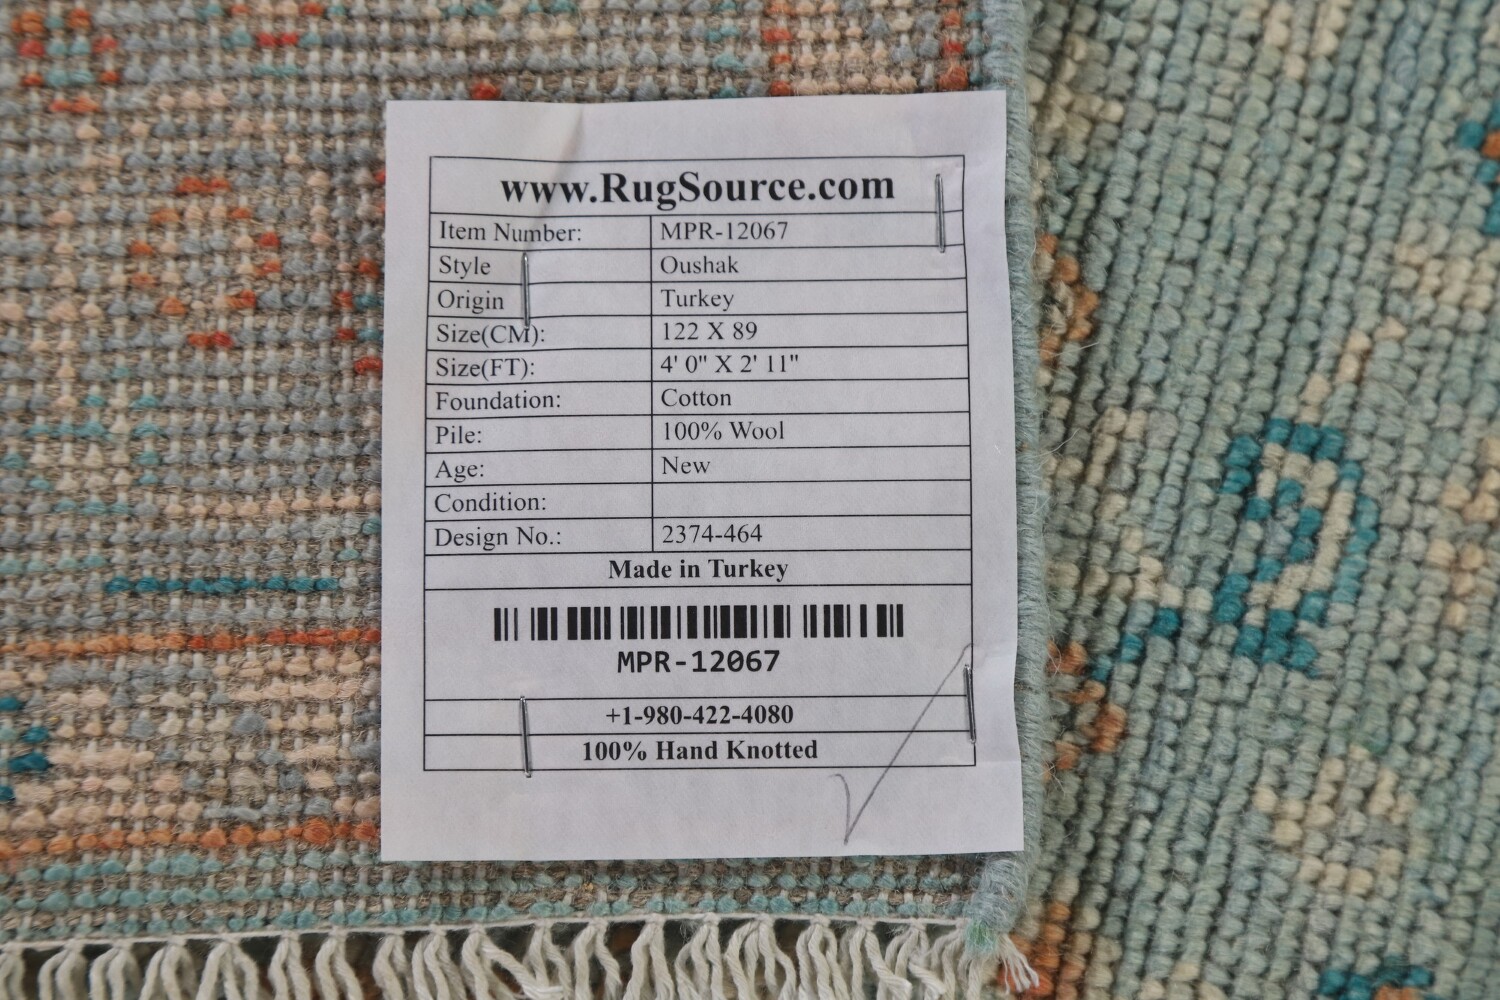 www.RugSource.com
Item Number: MPR-12067
Style Oushak
Origin Turkey
Size(CM): 122 X 89
Size(FT): 4' 0" X 2' 11"
Foundation: Cotton
Pile: 100% Wool
Age: New
Condition:
Design No.: 2374-464
Made in Turkey
MPR-12067
+1-980-422-4080
100% Hand Knotted